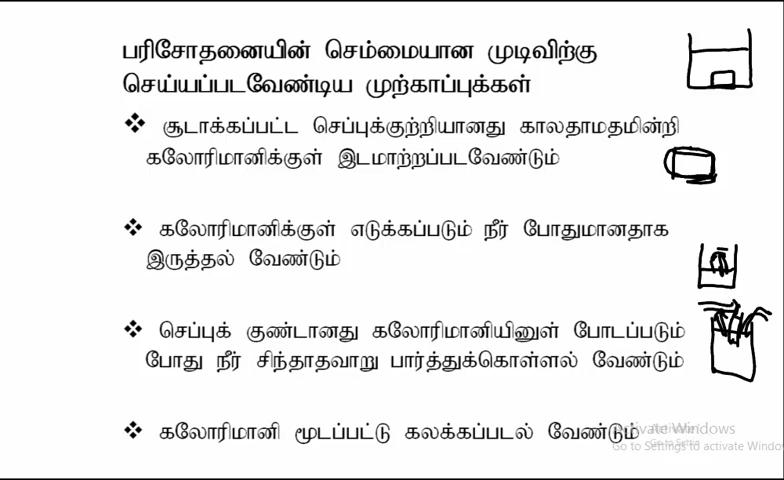 பரிசோதனையின் செம்மையான முடிவிற்கு
செய்யப்படவேண்டிய முற்காப்புக்கள்
❖ சூடாக்கப்பட்ட செப்புக்குற்றியானது காலதாமதமின்றி
கலோரிமானிக்குள் இடமாற்றப்படவேண்டும்
❖ கலோரிமானிக்குள் எடுக்கப்படும் நீர் போதுமானதாக
இருத்தல் வேண்டும்
❖ செப்புக் குண்டானது கலோரிமானியினுள் போடப்படும்
போது நீர் சிந்தாதவாறு பார்த்துக்கொள்ளல் வேண்டும்
❖ கலோரிமானி மூடப்பட்டு கலக்கப்படல் வேண்டும்
Activate Windows
Go to Settings to activate Windo